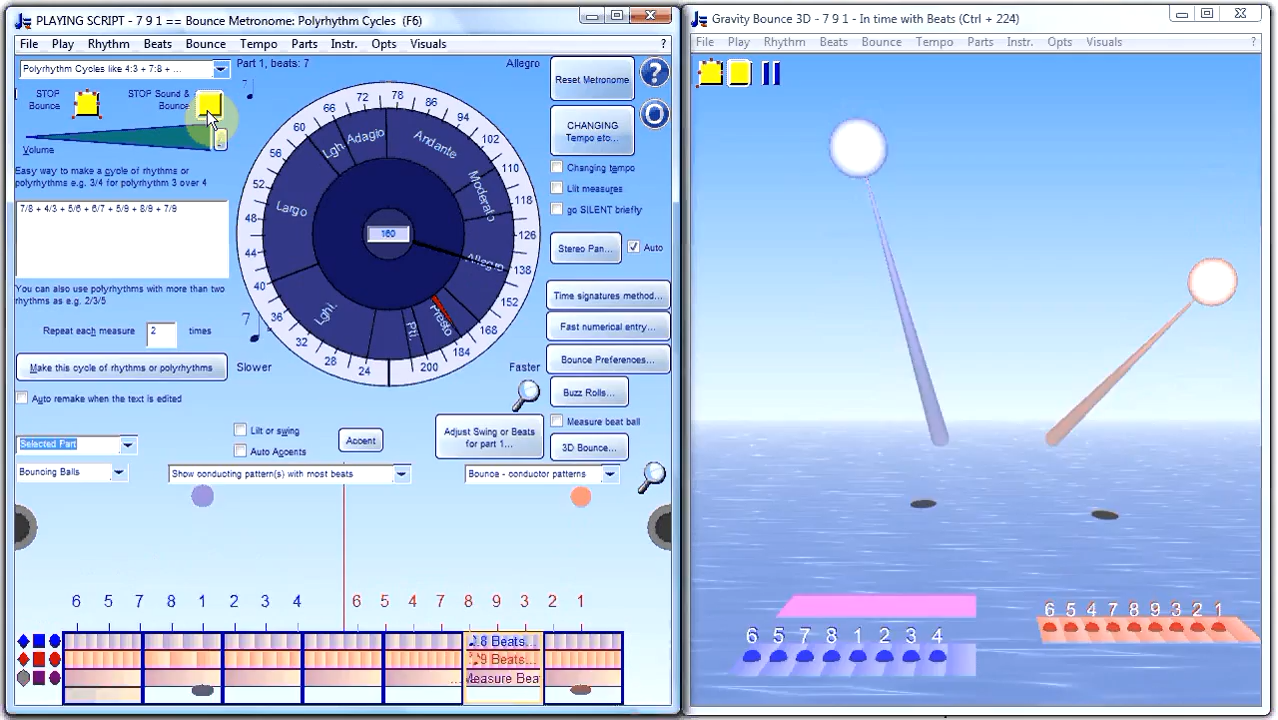 PLAYING SCRIPT - 7 9 1 == Bounce Metronome: Polyrhythm Cycles (F6)
File Play Rhythm Beats Bounce Tempo Parts Instr. Opts Visuals ?
Polyrhythm Cycles like 4:3 + 7:8 + ...
Part 1, beats: 7
Allegro
STOP
Bounce
STOP Sound &
Bounce
Volume
Easy way to make a cycle of rhythms or
polyrhythms e.g. 3/4 for polyrhythm 3 over 4
7/8 + 4/3 + 5/6 + 6/7 + 5/9 + 8/9 + 7/9
You can also use polyrhythms with more than two
rhythms as e.g. 2/3/5
Repeat each measure 2 times
Make this cycle of rhythms or polyrhythms
Auto remake when the text is edited
7
7
72 78 86 94 102 110 118 126 138 152 168 184 200
24 28 32 36 40 44 48 52 56 60 66
Largo
Adagio
Andante
Moderato
Allegro
Presto
160
Slower
Faster
Reset Metronome
?
CHANGING
Tempo etc...
Changing tempo
Lilt measures
go SILENT briefly
Stereo Pan...
Auto
Time signatures method...
Fast numerical entry...
Bounce Preferences...
Buzz Rolls...
Measure beat ball
3D Bounce...
Selected Part
Lilt or swing
Auto Accents
Accent
Adjust Swing or Beats
for part 1...
Bouncing Balls
Show conducting pattern(s) with most beats
Bounce - conductor patterns
6 5 7 8 1 2 3 4
6 5 4 7 8 9 3 2 1
8 Beats...
9 Beats...
Measure Bea
Gravity Bounce 3D - 7 9 1 - In time with Beats (Ctrl + 224)
File Play Rhythm Beats Bounce Tempo Parts Instr. Opts Visuals ?
6 5 4 7 8 9 3 2 1
6 5 7 8 1 2 3 4